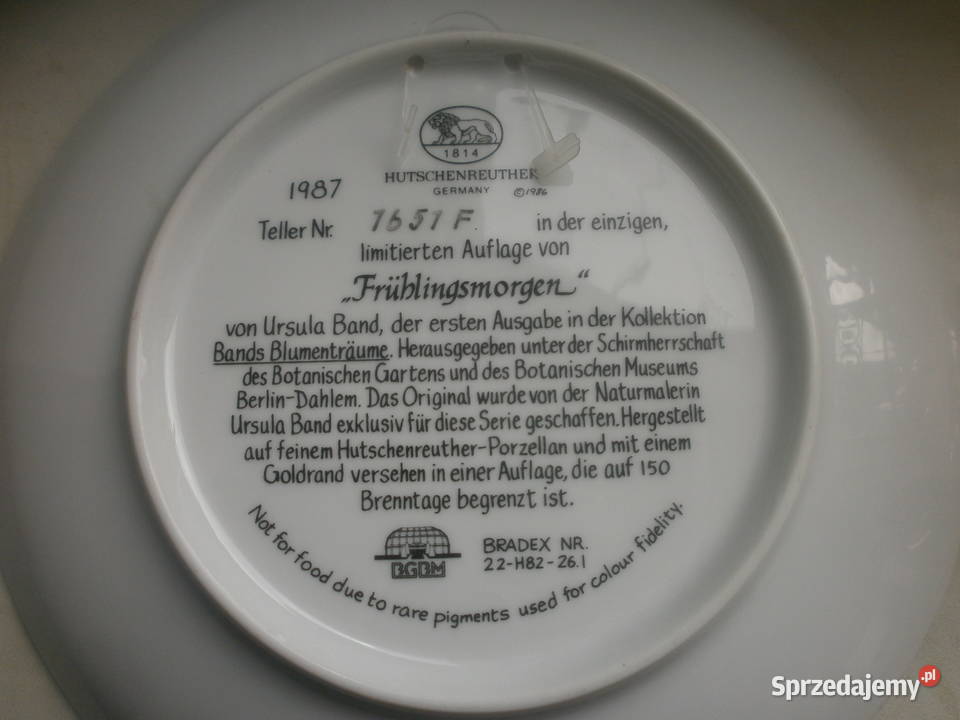 1814
HUTSCHENREUTHER
GERMANY ©1986
1987
Teller Nr. 1651 F. in der einzigen,
limitierten Auflage von
„Frühlingsmorgen“
von Ursula Band, der ersten Ausgabe in der Kollektion
Bands Blumenträume. Herausgegeben unter der Schirmherrschaft
des Botanischen Gartens und des Botanischen Museums
Berlin-Dahlem. Das Original wurde von der Naturmalerin
Ursula Band exklusiv für diese Serie geschaffen. Hergestellt
auf feinem Hutschenreuther-Porzellan und mit einem
Goldrand versehen in einer Auflage, die auf 150
Brenntage begrenzt ist.
BGBM
BRADEX NR.
22-H82-26.1
Not for food due to rare pigments used for colour fidelity.
Sprzedajemy.pl